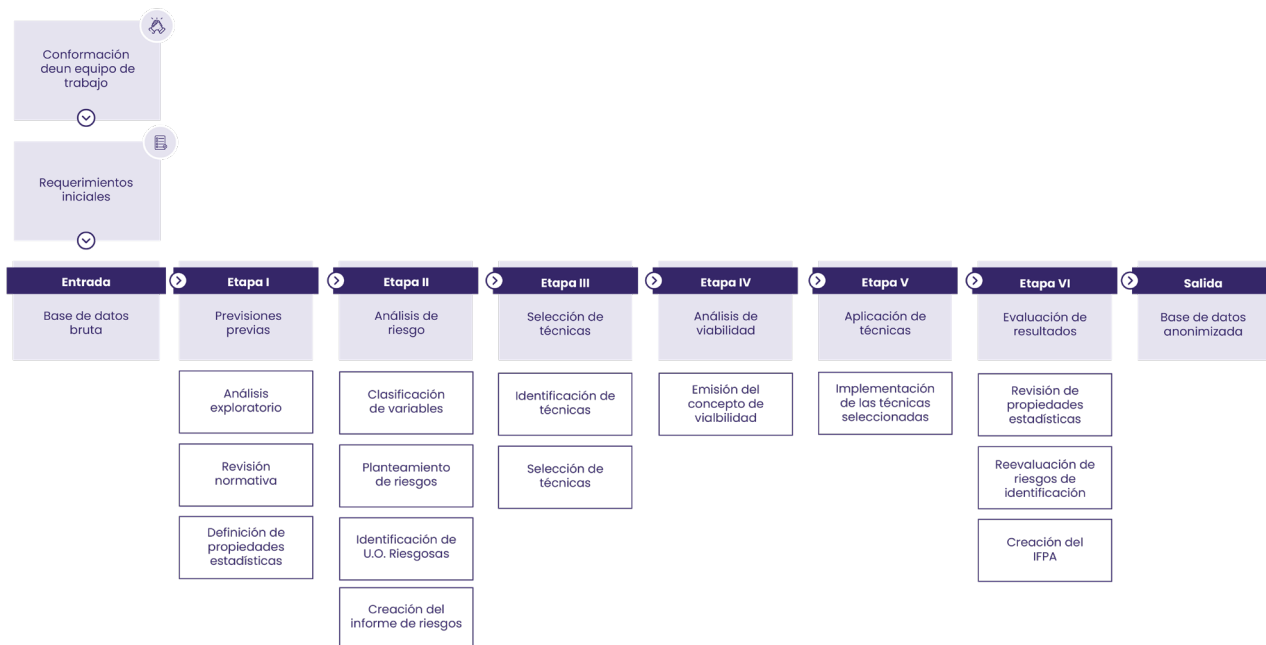 Conformación
deun equipo de
trabajo
Requerimientos
iniciales
Entrada
Base de datos
bruta
Etapa I
Previsiones
previas
Análisis
exploratorio
Revisión
normativa
Definición de
propiedades
estadísticas
Etapa II
Análisis de
riesgo
Clasificación
de variables
Planteamiento
de riesgos
Identificación de
U.O. Riesgosas
Creación del
informe de riesgos
Etapa III
Selección de
técnicas
Identificación de
técnicas
Selección de
técnicas
Etapa IV
Análisis de
viabilidad
Emisión del
concepto de
vialbilidad
Etapa V
Aplicación de
técnicas
Implementación
de las técnicas
seleccionadas
Etapa VI
Evaluación de
resultados
Revisión de
propiedades
estadísticas
Reevaluación de
riesgos de
identificación
Creación del
IFPA
Salida
Base de datos
anonimizada